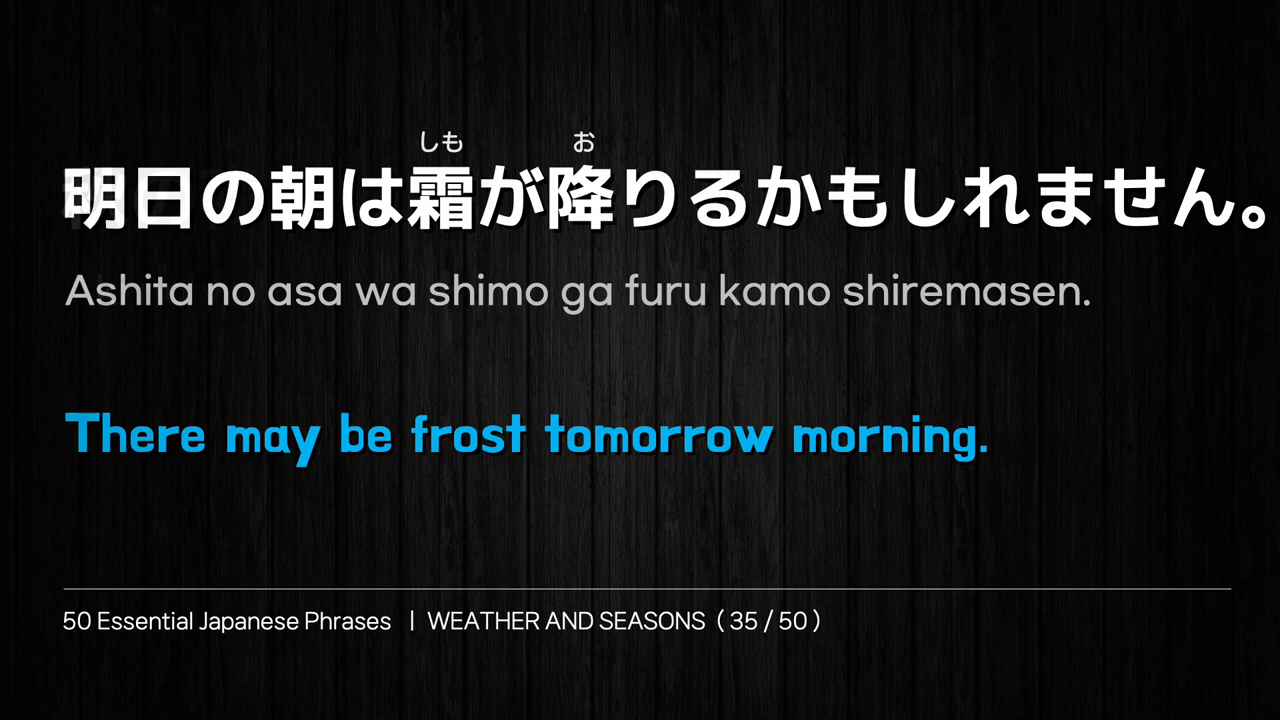 しも お
明日の朝は霜が降りるかもしれません。
Ashita no asa wa shimo ga furu kamo shiremasen.
There may be frost tomorrow morning.
50 Essential Japanese Phrases | WEATHER AND SEASONS ( 35 / 50 )